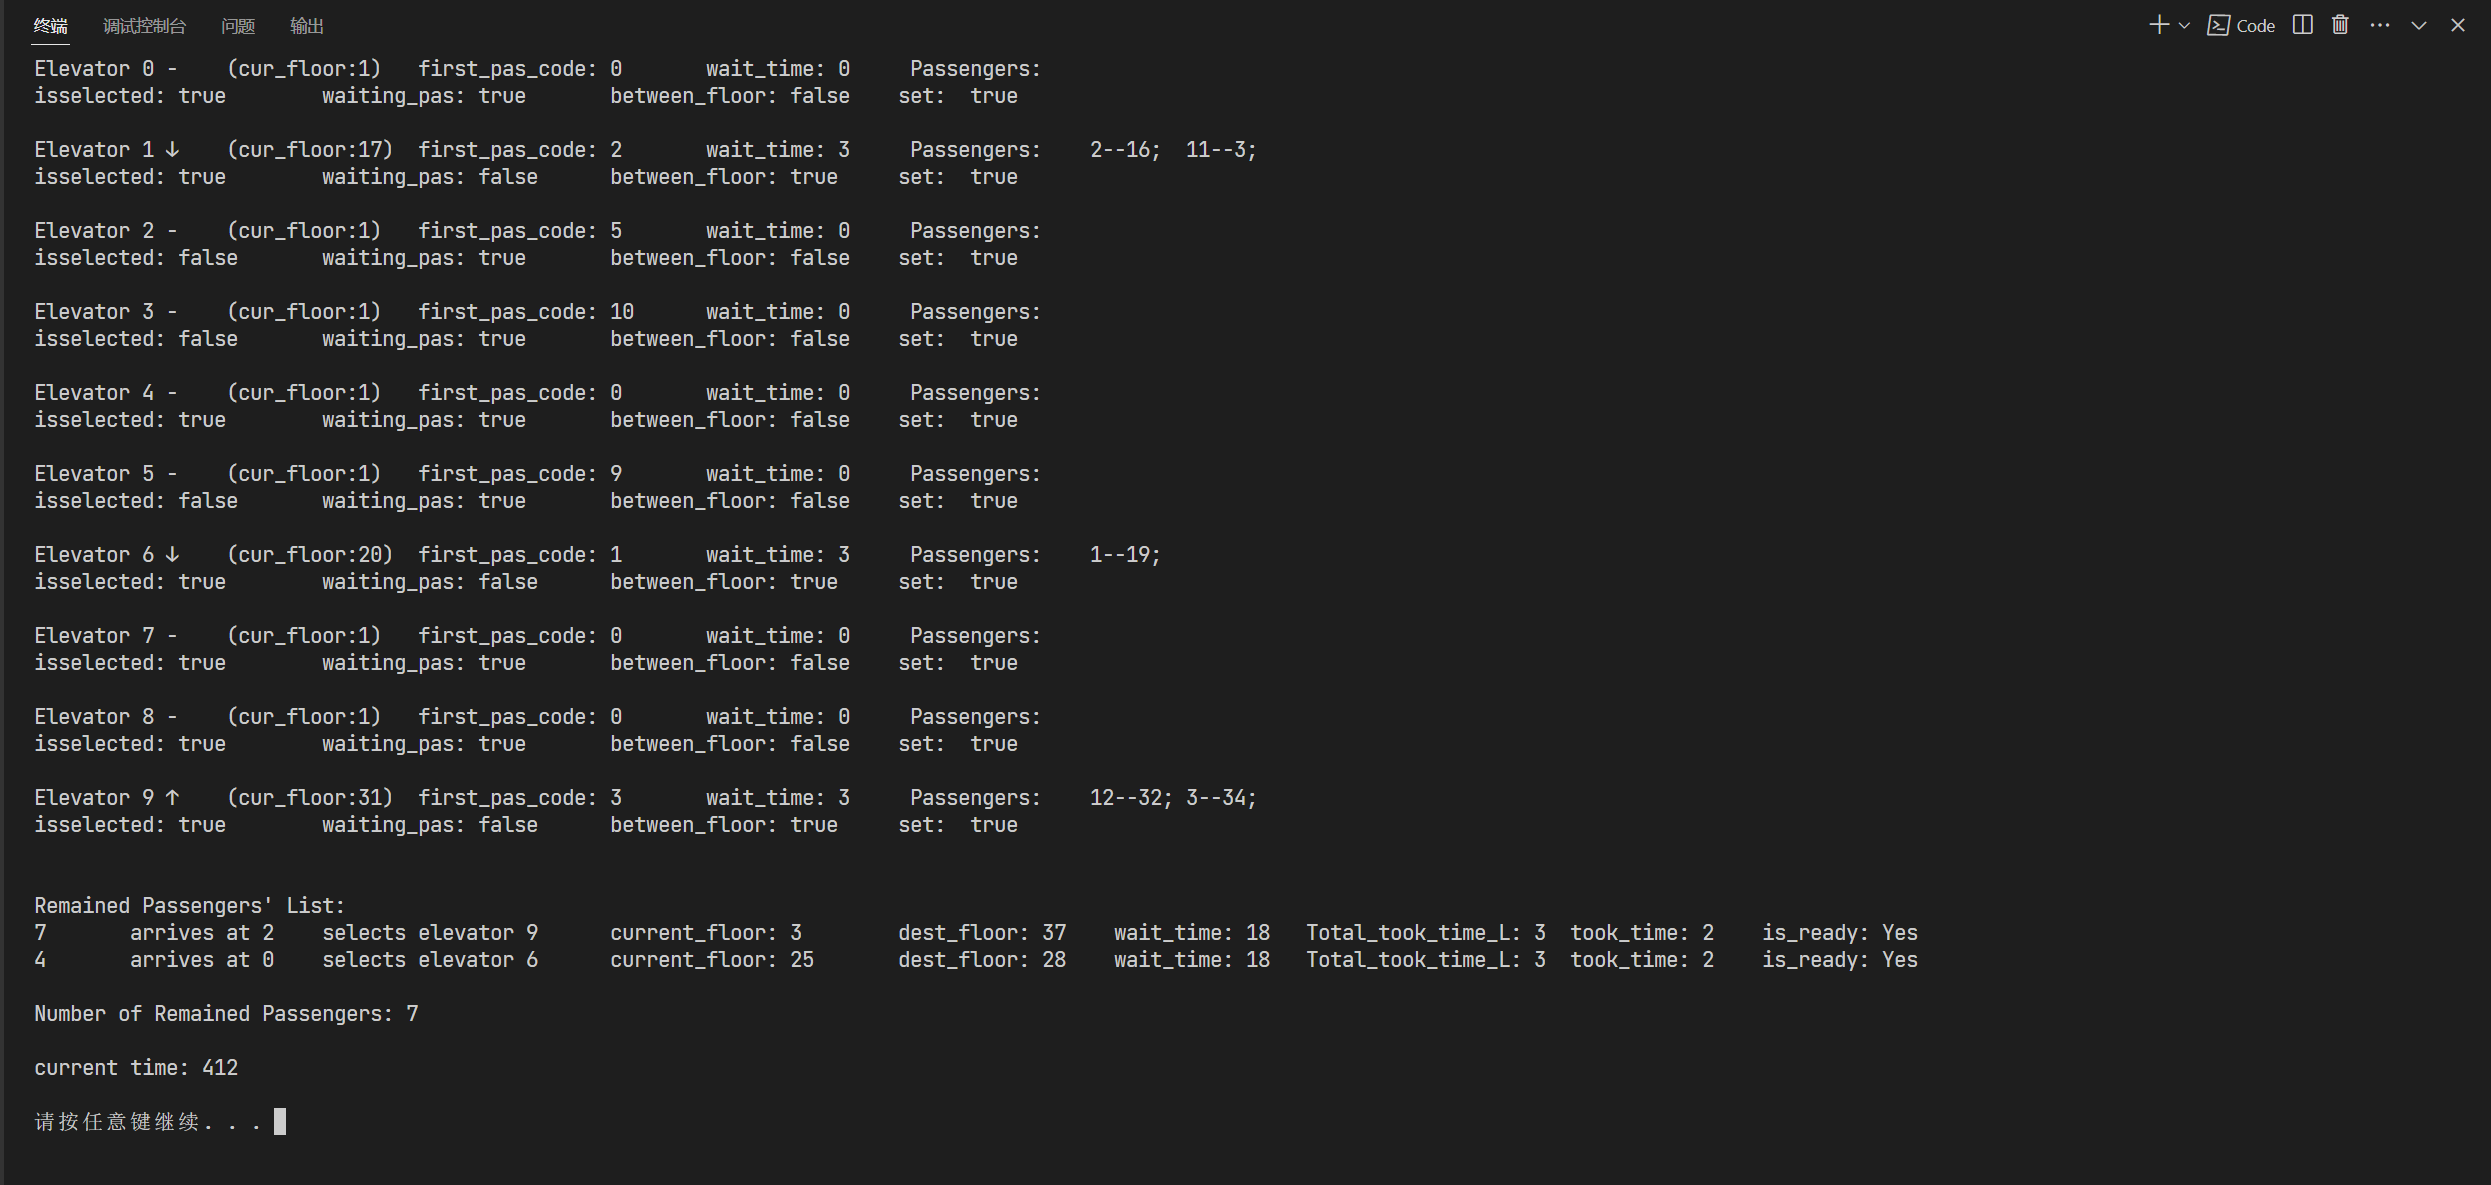 终端 调试控制台 问题 输出 Code
Elevator 0 - (cur_floor:1) first_pas_code: 0 wait_time: 0 Passengers:
isselected: true waiting_pas: true between_floor: false set: true
Elevator 1 ↓ (cur_floor:17) first_pas_code: 2 wait_time: 3 Passengers: 2--16; 11--3;
isselected: true waiting_pas: false between_floor: true set: true
Elevator 2 - (cur_floor:1) first_pas_code: 5 wait_time: 0 Passengers:
isselected: false waiting_pas: true between_floor: false set: true
Elevator 3 - (cur_floor:1) first_pas_code: 10 wait_time: 0 Passengers:
isselected: false waiting_pas: true between_floor: false set: true
Elevator 4 - (cur_floor:1) first_pas_code: 0 wait_time: 0 Passengers:
isselected: true waiting_pas: true between_floor: false set: true
Elevator 5 - (cur_floor:1) first_pas_code: 9 wait_time: 0 Passengers:
isselected: false waiting_pas: true between_floor: false set: true
Elevator 6 ↓ (cur_floor:20) first_pas_code: 1 wait_time: 3 Passengers: 1--19;
isselected: true waiting_pas: false between_floor: true set: true
Elevator 7 - (cur_floor:1) first_pas_code: 0 wait_time: 0 Passengers:
isselected: true waiting_pas: true between_floor: false set: true
Elevator 8 - (cur_floor:1) first_pas_code: 0 wait_time: 0 Passengers:
isselected: true waiting_pas: true between_floor: false set: true
Elevator 9 ↑ (cur_floor:31) first_pas_code: 3 wait_time: 3 Passengers: 12--32; 3--34;
isselected: true waiting_pas: false between_floor: true set: true
Remained Passengers' List:
7 arrives at 2 selects elevator 9 current_floor: 3 dest_floor: 37 wait_time: 18 Total_took_time_L: 3 took_time: 2 is_ready: Yes
4 arrives at 0 selects elevator 6 current_floor: 25 dest_floor: 28 wait_time: 18 Total_took_time_L: 3 took_time: 2 is_ready: Yes
Number of Remained Passengers: 7
current time: 412
请按任意键继续. . .